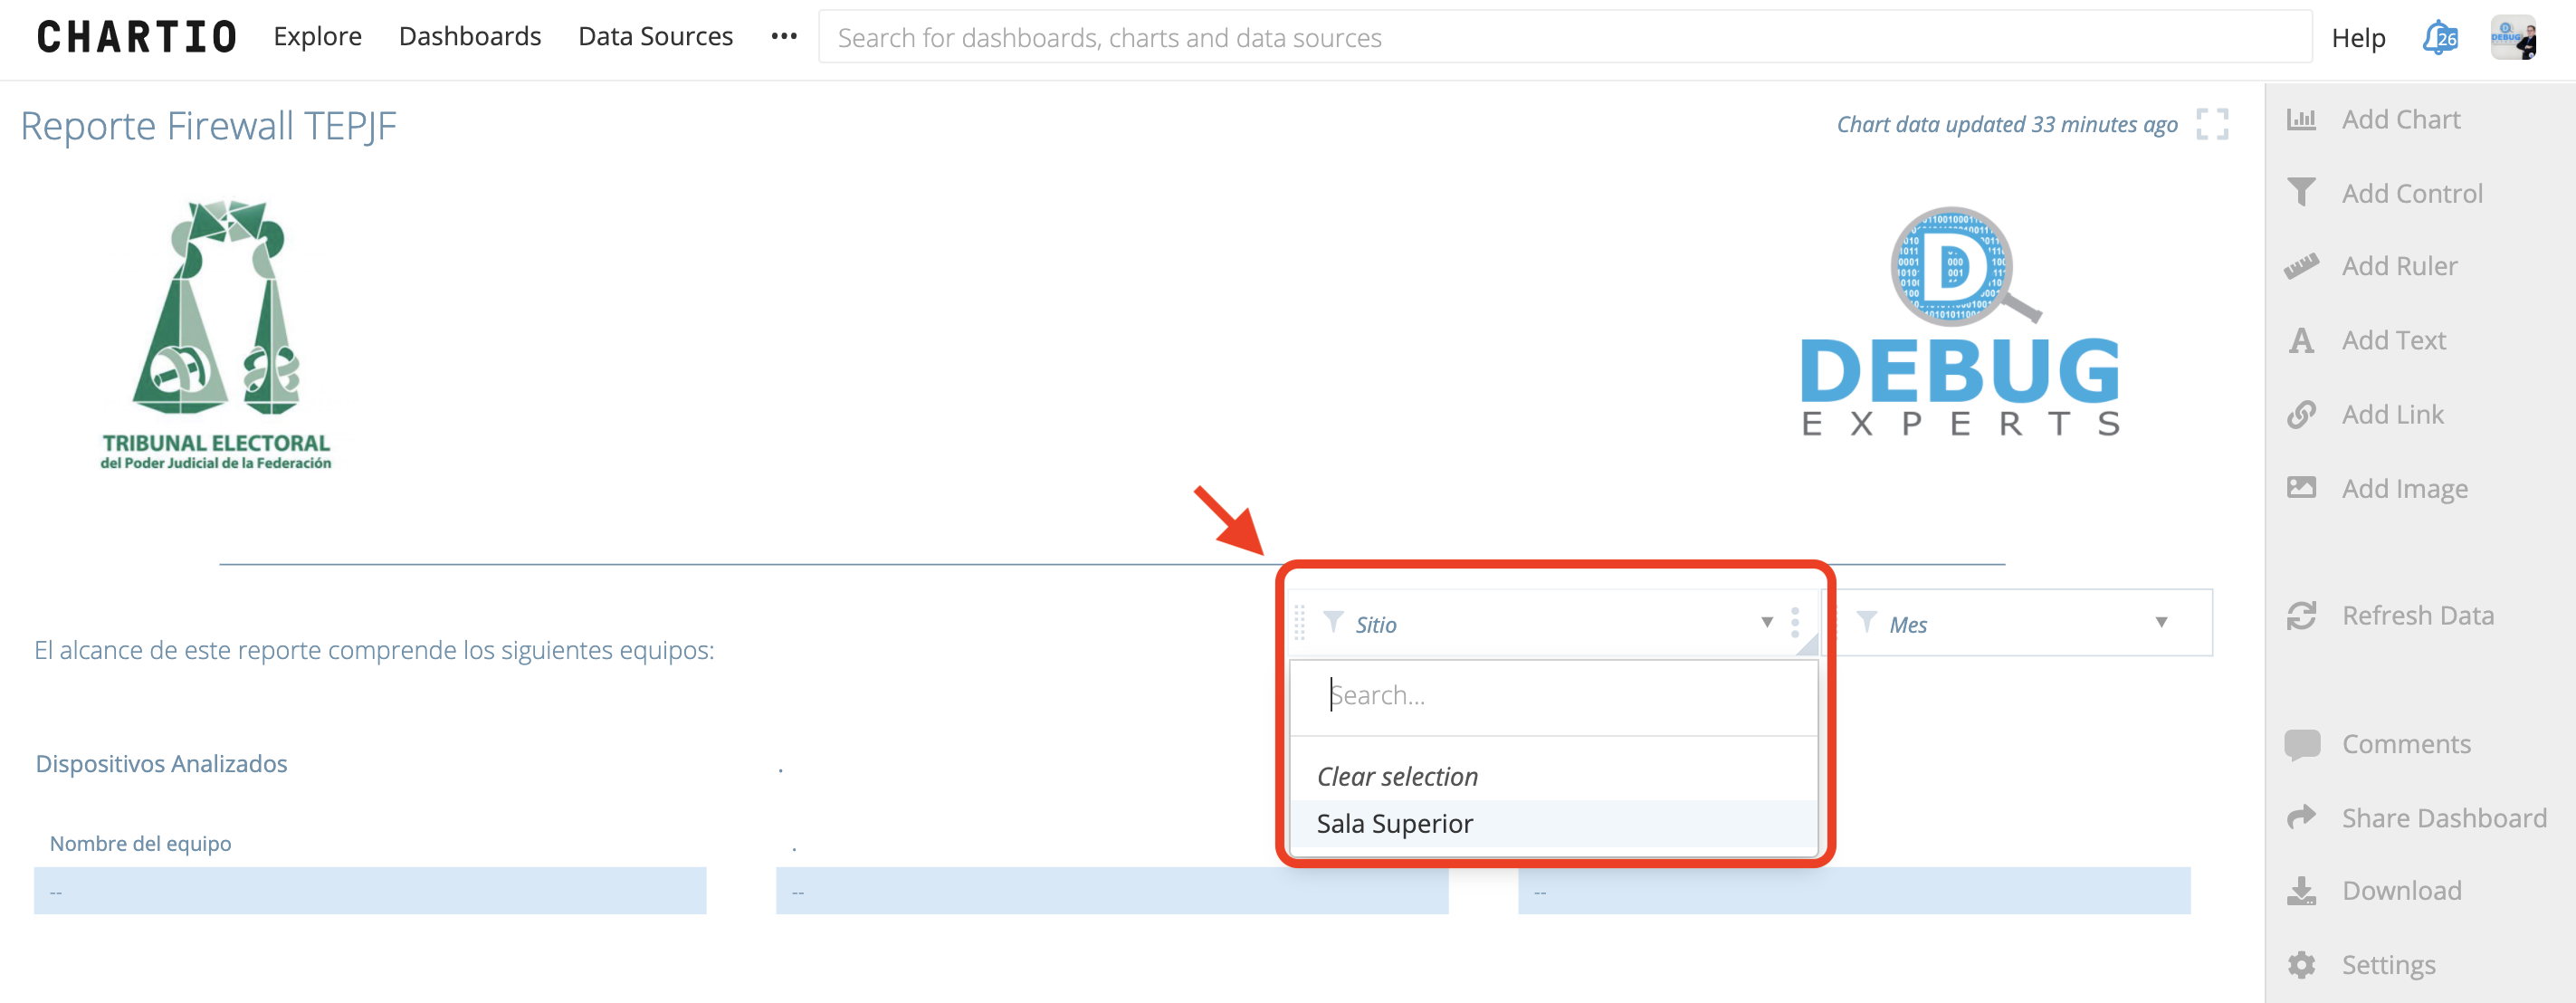 CHARTIO Explore Dashboards Data Sources ••• Search for dashboards, charts and data sources Help 26
Reporte Firewall TEPJF
Chart data updated 33 minutes ago
TRIBUNAL ELECTORAL
del Poder Judicial de la Federación
D
DEBUG
EXPERTS
Sitio
Mes
Search...
Clear selection
Sala Superior
El alcance de este reporte comprende los siguientes equipos:
Dispositivos Analizados .
Nombre del equipo .
-- -- --
Add Chart
Add Control
Add Ruler
Add Text
Add Link
Add Image
Refresh Data
Comments
Share Dashboard
Download
Settings